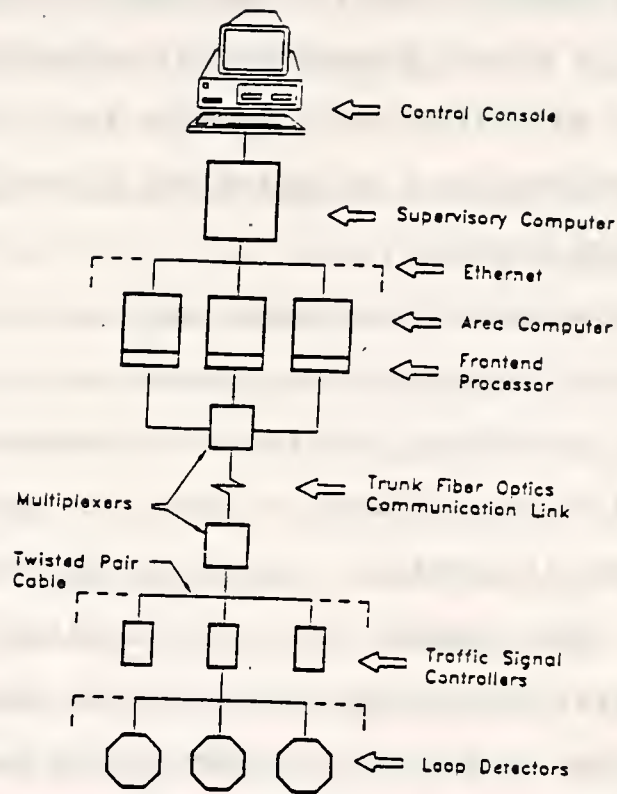 Control Console
Supervisory Computer
Ethernet
Area Computer
Frontend
Processor
Trunk Fiber Optics
Communication Link
Multiplexers
Twisted Pair
Cable
Traffic Signal
Controllers
Loop Detectors